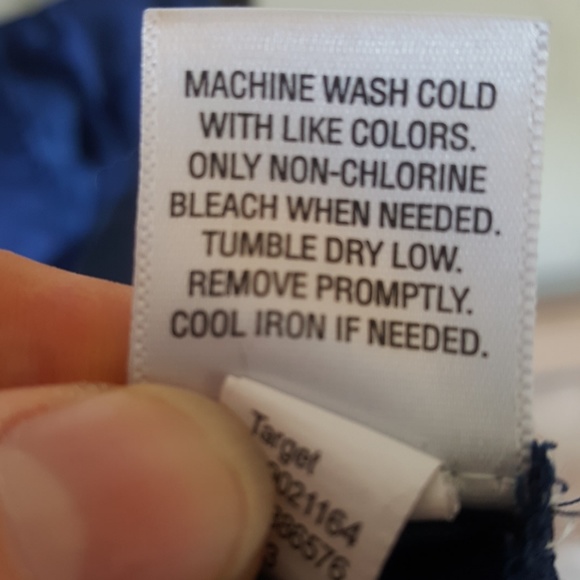 MACHINE WASH COLD
WITH LIKE COLORS.
ONLY NON-CHLORINE
BLEACH WHEN NEEDED.
TUMBLE DRY LOW.
REMOVE PROMPTLY.
COOL IRON IF NEEDED.
Target